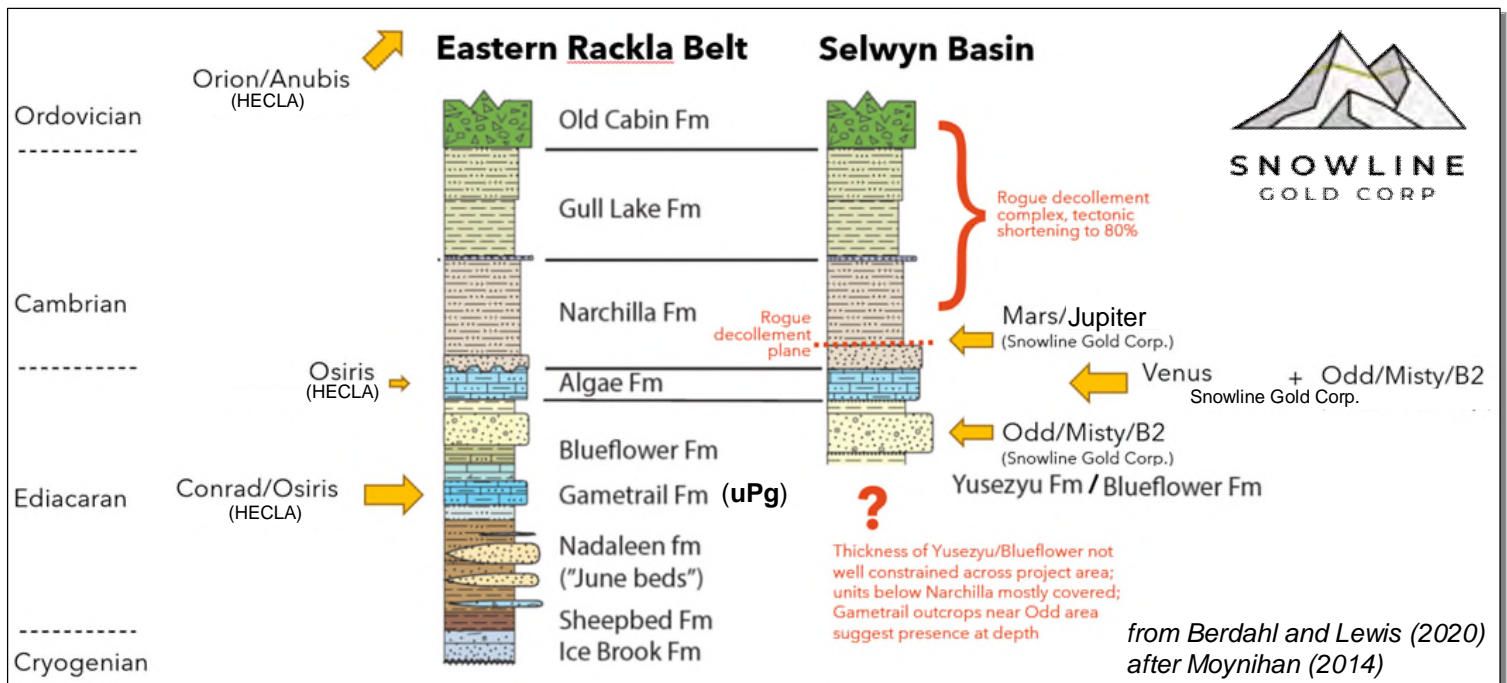 Eastern Rackla Belt
Selwyn Basin
Orion/Anubis
(HECLA)
SNOWLINE
GOLD CORP
Ordovician
Old Cabin Fm
Gull Lake Fm
Rogue decollement
complex, tectonic
shortening to 80%
Cambrian
Narchilla Fm
Rogue
decollement
plane
Mars/Jupiter
(Snowline Gold Corp.)
Osiris
(HECLA)
Algae Fm
Venus + Odd/Misty/B2
Snowline Gold Corp.
Blueflower Fm
Odd/Misty/B2
(Snowline Gold Corp.)
Yusezyu Fm / Blueflower Fm
Ediacaran
Conrad/Osiris
(HECLA)
Gametrail Fm (uPg)
?
Nadaleen fm
("June beds")
Thickness of Yusezyu/Blueflower not
well constrained across project area;
units below Narchilla mostly covered;
Gametrail outcrops near Odd area
suggest presence at depth
Sheepbed Fm
Ice Brook Fm
Cryogenian
from Berdahl and Lewis (2020)
after Moynihan (2014)